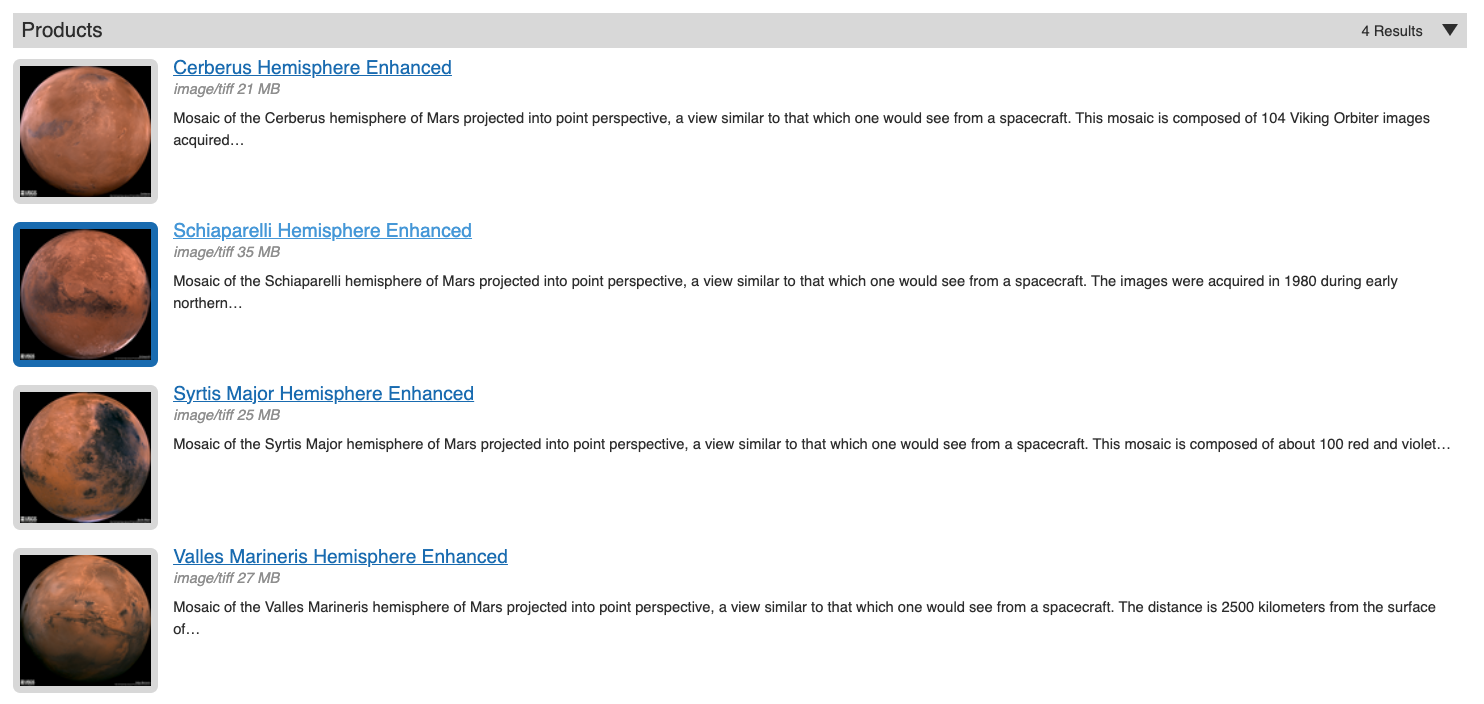 Products
4 Results
Cerberus Hemisphere Enhanced
image/tiff 21 MB
Mosaic of the Cerberus hemisphere of Mars projected into point perspective, a view similar to that which one would see from a spacecraft. This mosaic is composed of 104 Viking Orbiter images
acquired…
Schiaparelli Hemisphere Enhanced
image/tiff 35 MB
Mosaic of the Schiaparelli hemisphere of Mars projected into point perspective, a view similar to that which one would see from a spacecraft. The images were acquired in 1980 during early
northern…
Syrtis Major Hemisphere Enhanced
image/tiff 25 MB
Mosaic of the Syrtis Major hemisphere of Mars projected into point perspective, a view similar to that which one would see from a spacecraft. This mosaic is composed of about 100 red and violet…
Valles Marineris Hemisphere Enhanced
image/tiff 27 MB
Mosaic of the Valles Marineris hemisphere of Mars projected into point perspective, a view similar to that which one would see from a spacecraft. The distance is 2500 kilometers from the surface
of…